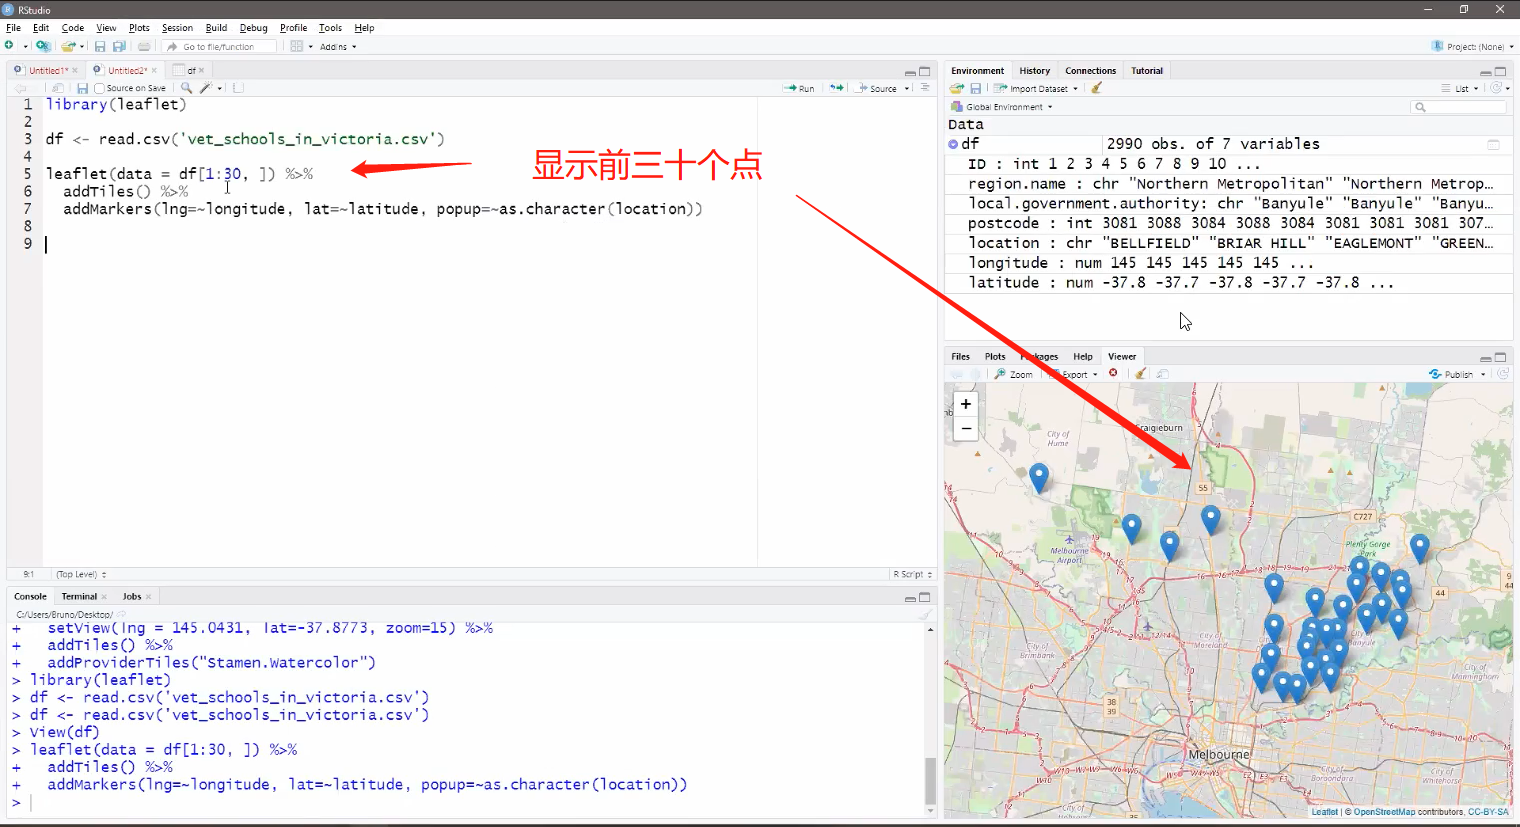 RStudio
File Edit Code View Plots Session Build Debug Profile Tools Help
Go to file/function Addins Project: (None)
Untitled1* Untitled2* df
Source on Save Run Source
1 library(leaflet)
2
3 df <- read.csv('vet_schools_in_victoria.csv')
4
5 leaflet(data = df[1:30, ]) %>%
6 addTiles() %>%
7 addMarkers(lng=~longitude, lat=~latitude, popup=~as.character(location))
8
9
显示前三十个点
9:1 (Top Level) R Script
Console Terminal Jobs
C:/Users/Bruno/Desktop/
+ setView(lng = 145.0431, lat=-37.8773, zoom=15) %>%
+ addTiles() %>%
+ addProviderTiles("Stamen.Watercolor")
> library(leaflet)
> df <- read.csv('vet_schools_in_victoria.csv')
> df <- read.csv('vet_schools_in_victoria.csv')
> View(df)
> leaflet(data = df[1:30, ]) %>%
+ addTiles() %>%
+ addMarkers(lng=~longitude, lat=~latitude, popup=~as.character(location))
>
Environment History Connections Tutorial
Import Dataset List
Global Environment
Data
df 2990 obs. of 7 variables
ID : int 1 2 3 4 5 6 7 8 9 10 ...
region.name : chr "Northern Metropolitan" "Northern Metrop...
local.government.authority: chr "Banyule" "Banyule" "Banyule" "Banyu...
postcode : int 3081 3088 3084 3088 3084 3081 3081 3081 307...
location : chr "BELLFIELD" "BRIAR HILL" "EAGLEMONT" "GREEN...
longitude : num 145 145 145 145 145 ...
latitude : num -37.8 -37.7 -37.8 -37.7 -37.8 ...
Files Plots Packages Help Viewer
Zoom Export Publish
+
−
Craigieburn
City of Hume
55
C727
Plenty Gorge Park
Melbourne Airport
44
City of Moreland
City of Brimbank
Banyule
City of Manningham
38
39
Melbourne
City of Boroondara
City of Whitehorse
Leaflet | © OpenStreetMap contributors, CC-BY-SA